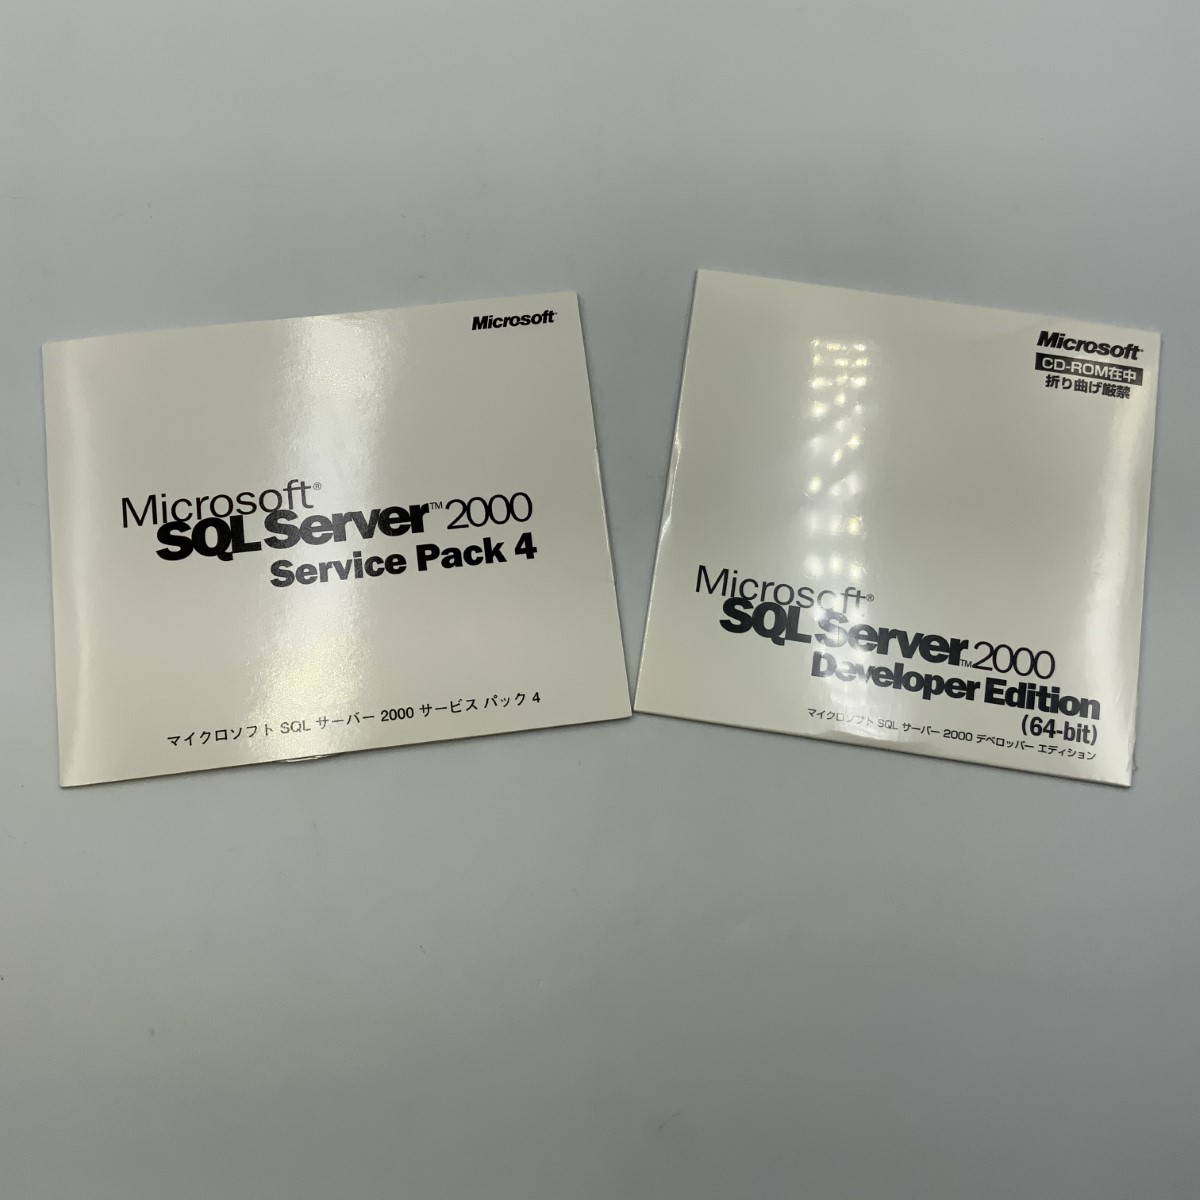 Microsoft
Microsoft®
SQL Server™ 2000
Service Pack 4
マイクロソフト SQL サーバー 2000 サービス パック 4
Microsoft
CD-ROM在中
折り曲げ厳禁
Microsoft®
SQL Server™ 2000
Developer Edition
(64-bit)
マイクロソフト SQL サーバー 2000 デベロッパー エディション